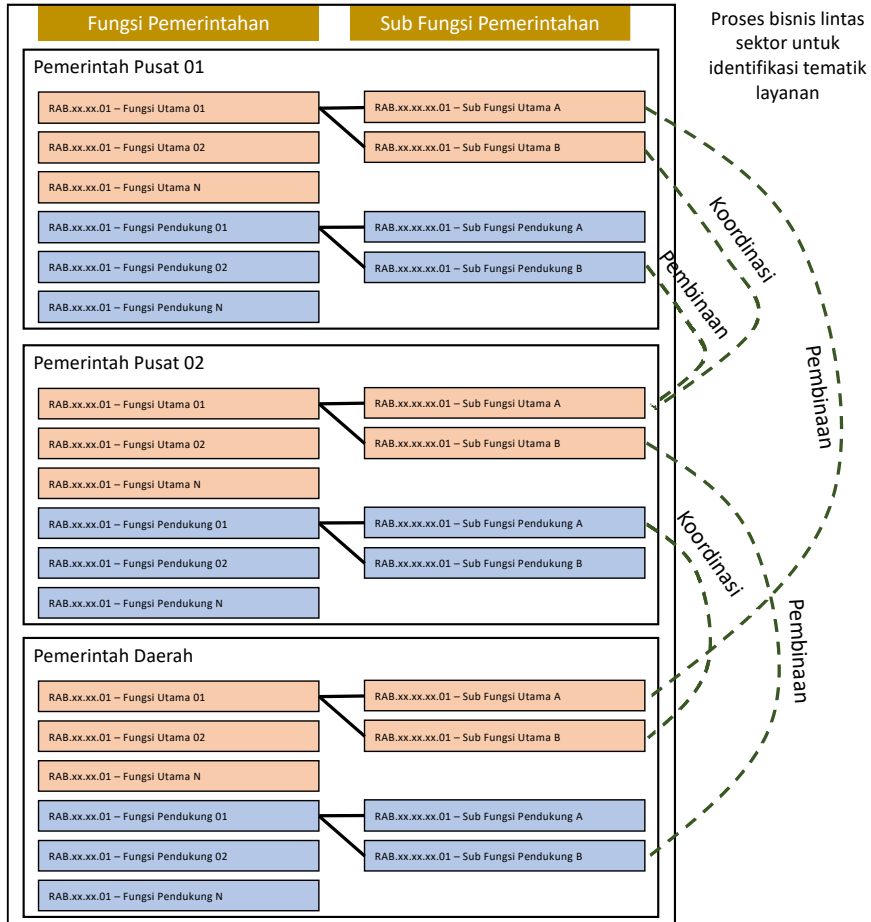 Fungsi Pemerintahan
Sub Fungsi Pemerintahan
Proses bisnis lintas
sektor untuk
identifikasi tematik
layanan
Pemerintah Pusat 01
RAB.xx.xx.01 – Fungsi Utama 01
RAB.xx.xx.xx.01 – Sub Fungsi Utama A
RAB.xx.xx.01 – Fungsi Utama 02
RAB.xx.xx.xx.01 – Sub Fungsi Utama B
RAB.xx.xx.01 – Fungsi Utama N
RAB.xx.xx.01 – Fungsi Pendukung 01
RAB.xx.xx.xx.01 – Sub Fungsi Pendukung A
RAB.xx.xx.01 – Fungsi Pendukung 02
RAB.xx.xx.xx.01 – Sub Fungsi Pendukung B
RAB.xx.xx.01 – Fungsi Pendukung N
Koordinasi
Pembinaan
Pembinaan
Pemerintah Pusat 02
RAB.xx.xx.01 – Fungsi Utama 01
RAB.xx.xx.xx.01 – Sub Fungsi Utama A
RAB.xx.xx.01 – Fungsi Utama 02
RAB.xx.xx.xx.01 – Sub Fungsi Utama B
RAB.xx.xx.01 – Fungsi Utama N
RAB.xx.xx.01 – Fungsi Pendukung 01
RAB.xx.xx.xx.01 – Sub Fungsi Pendukung A
RAB.xx.xx.01 – Fungsi Pendukung 02
RAB.xx.xx.xx.01 – Sub Fungsi Pendukung B
RAB.xx.xx.01 – Fungsi Pendukung N
Koordinasi
Pembinaan
Pemerintah Daerah
RAB.xx.xx.01 – Fungsi Utama 01
RAB.xx.xx.xx.01 – Sub Fungsi Utama A
RAB.xx.xx.01 – Fungsi Utama 02
RAB.xx.xx.xx.01 – Sub Fungsi Utama B
RAB.xx.xx.01 – Fungsi Utama N
RAB.xx.xx.01 – Fungsi Pendukung 01
RAB.xx.xx.xx.01 – Sub Fungsi Pendukung A
RAB.xx.xx.01 – Fungsi Pendukung 02
RAB.xx.xx.xx.01 – Sub Fungsi Pendukung B
RAB.xx.xx.01 – Fungsi Pendukung N